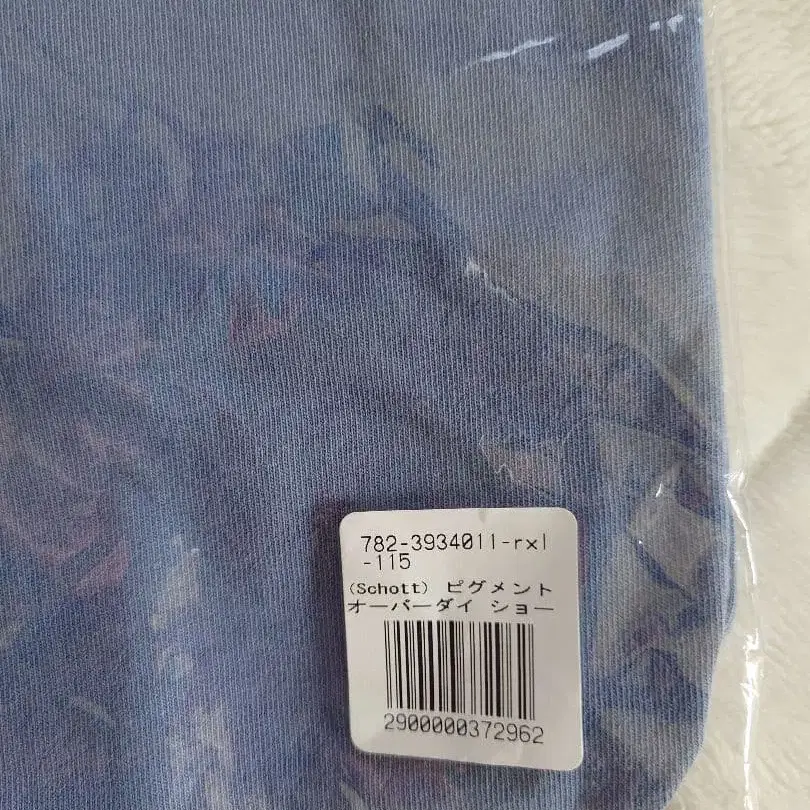 782-3934011-rxl
-115
(Schott) ピグメント
オーバーダイ ショー
2900000372962